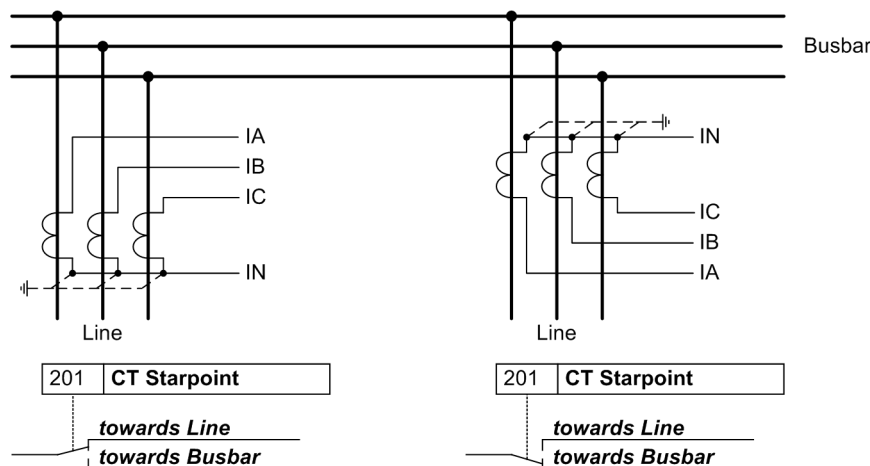 Busbar
IA
IB
IC
IN
Line
IN
IC
IB
IA
Line
201 CT Starpoint
towards Line
towards Busbar
201 CT Starpoint
towards Line
towards Busbar